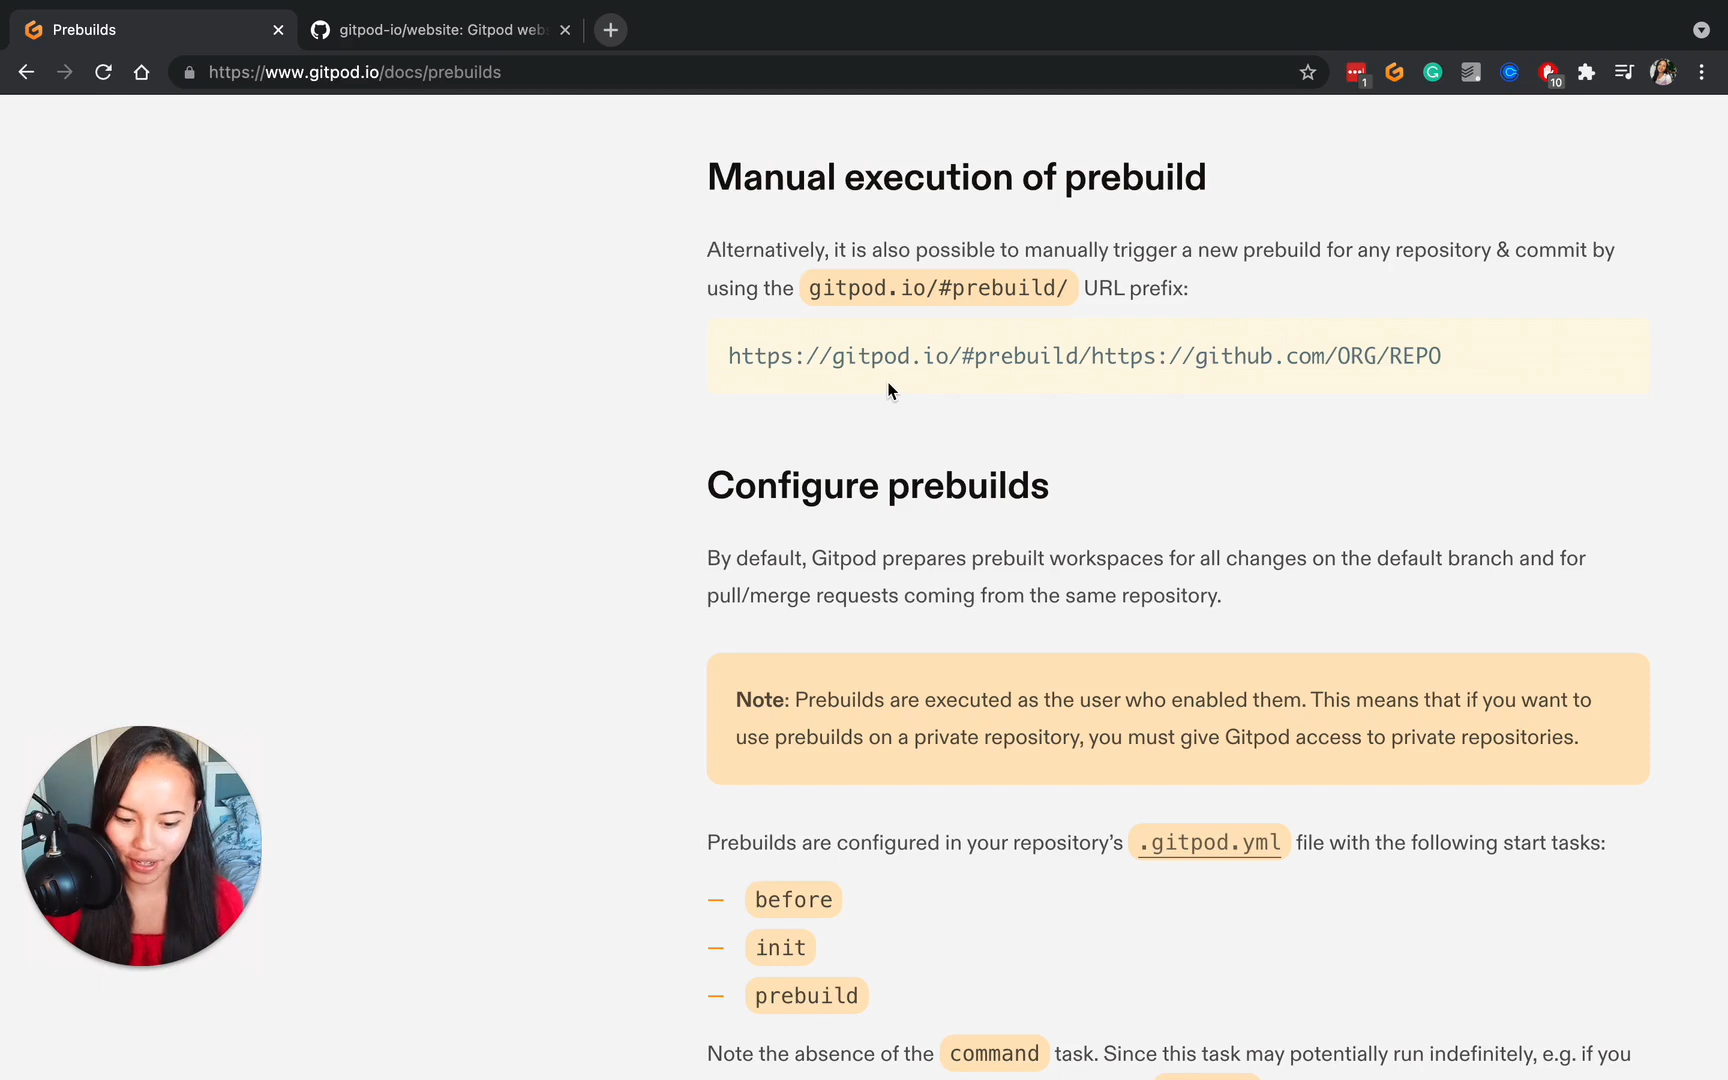 Prebuilds
gitpod-io/website: Gitpod webs
https://www.gitpod.io/docs/prebuilds
1
10
Manual execution of prebuild
Alternatively, it is also possible to manually trigger a new prebuild for any repository & commit by
using the gitpod.io/#prebuild/ URL prefix:
https://gitpod.io/#prebuild/https://github.com/ORG/REPO
Configure prebuilds
By default, Gitpod prepares prebuilt workspaces for all changes on the default branch and for
pull/merge requests coming from the same repository.
Note: Prebuilds are executed as the user who enabled them. This means that if you want to
use prebuilds on a private repository, you must give Gitpod access to private repositories.
Prebuilds are configured in your repository’s .gitpod.yml file with the following start tasks:
— before
— init
— prebuild
Note the absence of the command task. Since this task may potentially run indefinitely, e.g. if you